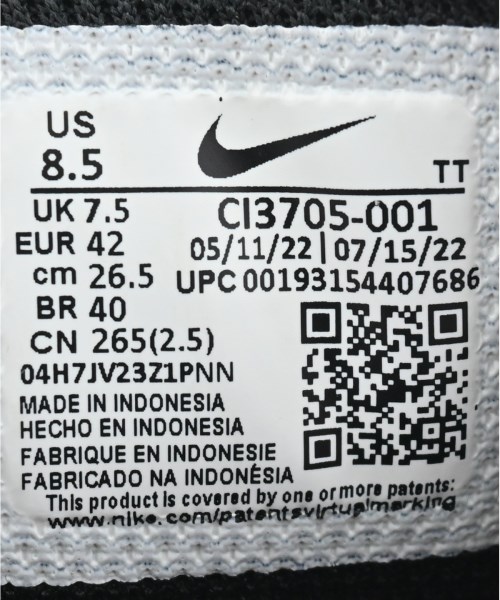 US
8.5
TT
UK 7.5
EUR 42
cm 26.5
BR 40
CN 265(2.5)
CI3705-001
05/11/22 | 07/15/22
UPC 00193154407686
04H7JV23Z1PNN
MADE IN INDONESIA
HECHO EN INDONESIA
FABRIQUE EN INDONESIE
FABRICADO NA INDONÉSIA
This product is covered by one or more patents:
www.nike.com/patentsvirtualmarking